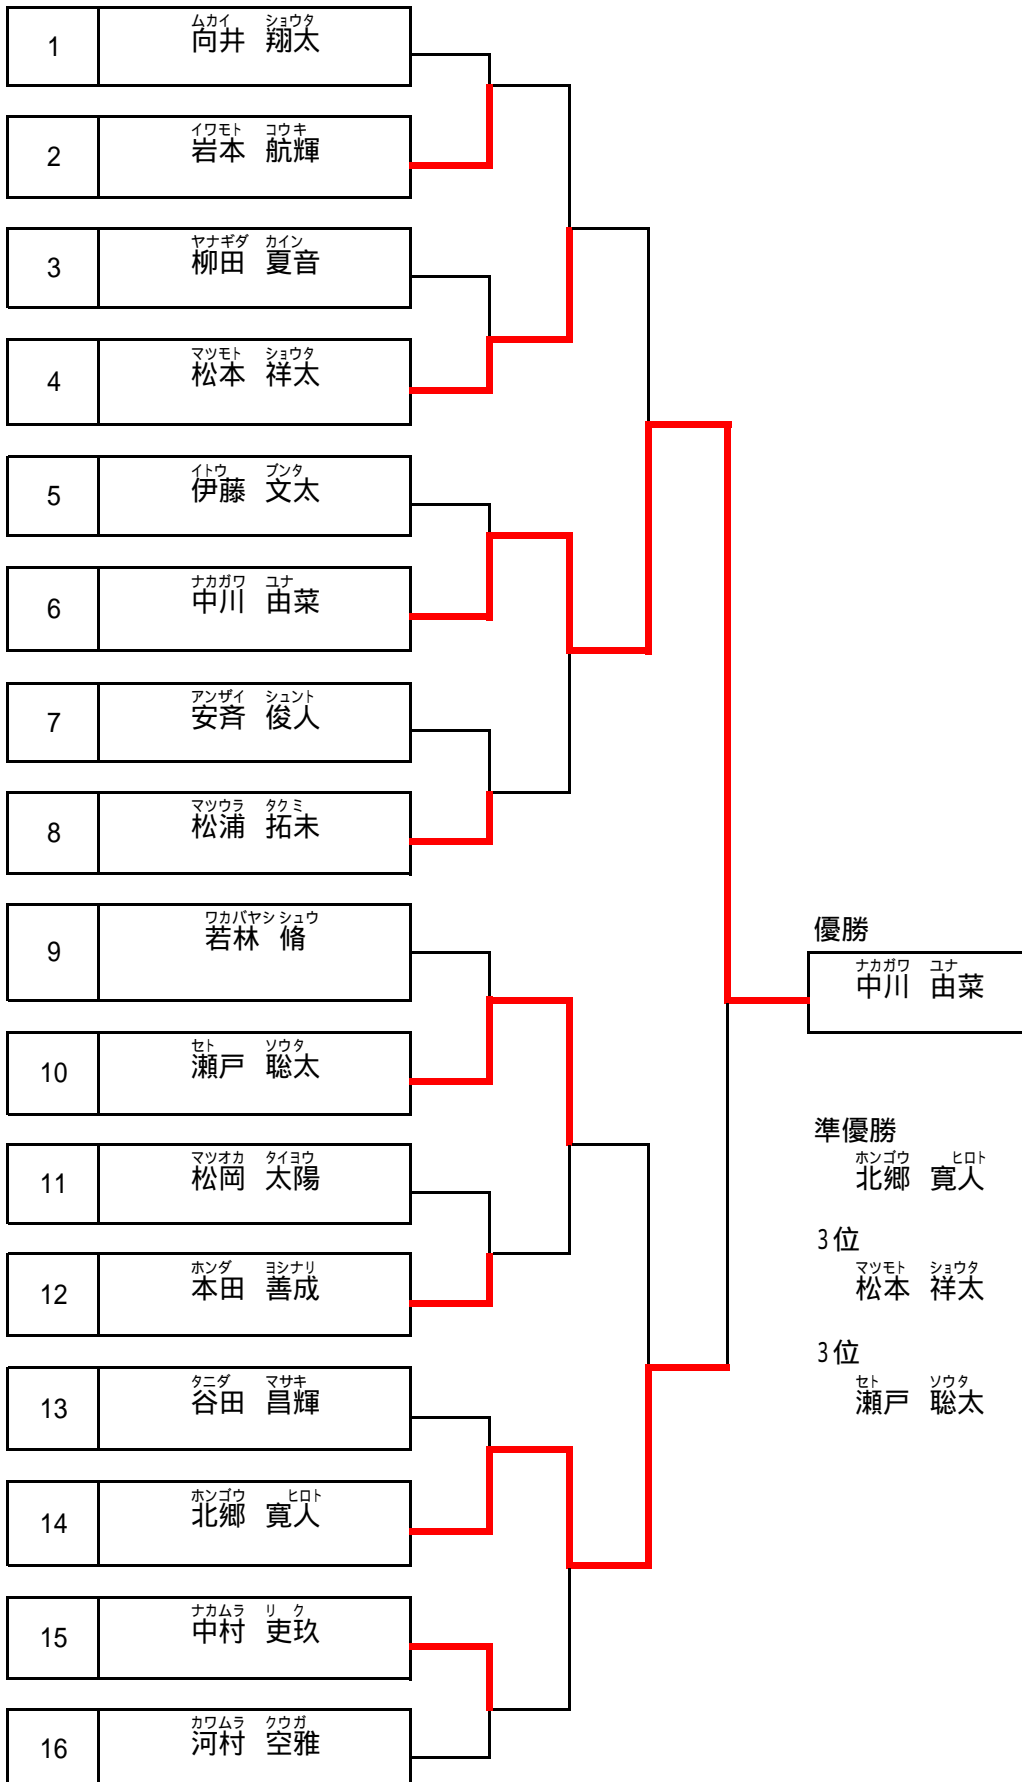 ムカイ ショウタ
1 向井 翔太
イワモト コウキ
2 岩本 航輝
ヤナギダ カイン
3 柳田 夏音
マツモト ショウタ
4 松本 祥太
イトウ ブンタ
5 伊藤 文太
ナカガワ ユナ
6 中川 由菜
アンザイ シュント
7 安斉 俊人
マツウラ タクミ
8 松浦 拓未
ワカバヤシ シュウ
9 若林 脩
セト ソウタ
10 瀬戸 聡太
マツオカ タイヨウ
11 松岡 太陽
ホンダ ヨシナリ
12 本田 善成
タニダ マサキ
13 谷田 昌輝
ホンゴウ ヒロト
14 北郷 寛人
ナカムラ リク
15 中村 吏玖
カワムラ クウガ
16 河村 空雅
優勝
ナカガワ ユナ
中川 由菜
準優勝
ホンゴウ ヒロト
北郷 寛人
3位
マツモト ショウタ
松本 祥太
3位
セト ソウタ
瀬戸 聡太